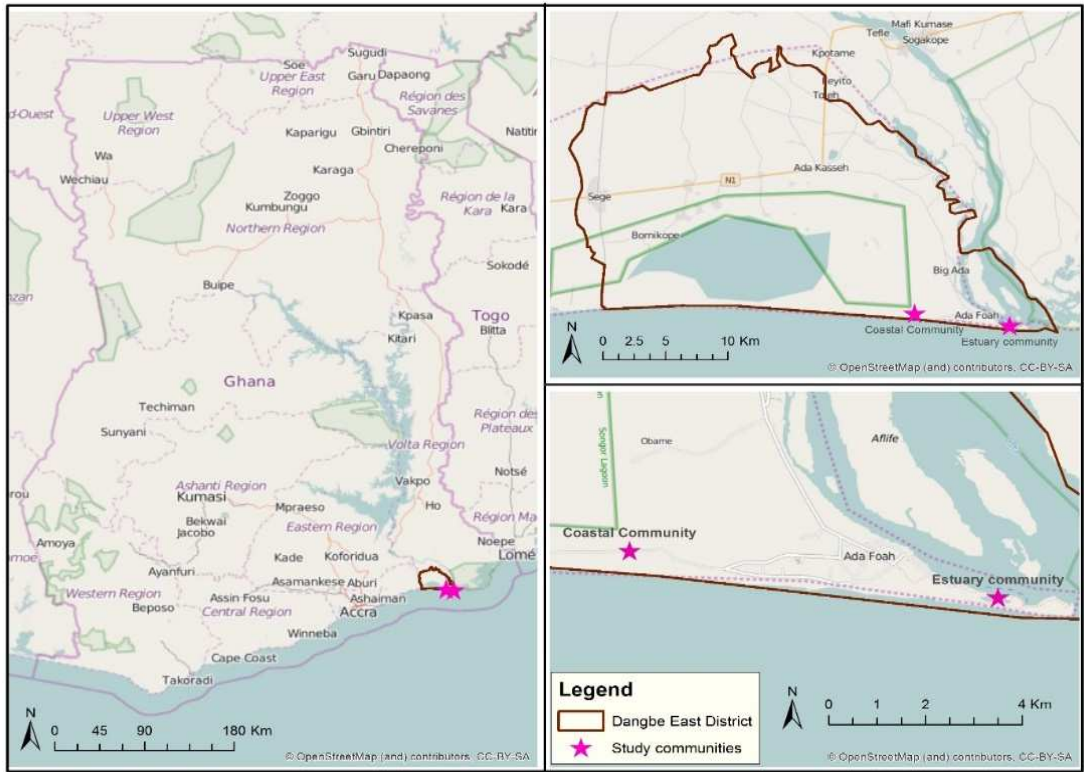 Sugudi
Soe
Upper East
Region
Garu
Dapaong
Région des
Savanes
d-Ouest
Upper West
Region
Kaparigu
Gbintiri
Natitin
Chereponi
Wa
Wechiau
Karaga
Zoggo
Kumbungu
Région de la
Kara
Kara
Northern Region
Sokodé
Buipe
Togo
Kpasa
Blitta
Kitari
Ghana
Techiman
Sunyani
Région des
Plateaux
Volta Region
Notsé
Ashanti Region
Kumasi
Vakpo
Mpraeso
Ho
Bekwai
Jacobo
Eastern Region
Région Ma
Amoya
Kade
Koforidua
Noepe
Lomé
Ayanfuri
Asamankese
Aburi
Western Region
Assin Fosu
Ashaiman
Beposo
Central Region
Accra
Winneba
Cape Coast
Takoradi
N
0 45 90 180 Km
© OpenStreetMap (and) contributors, CC-BY-SA
Mafi Kumase
Tefle
Sogakope
Kpotame
Ada Kasseh
N1
Sege
Bornikope
Big Ada
Ada Foah
Coastal Community
Estuary community
N
0 2.5 5 10 Km
© OpenStreetMap (and) contributors, CC-BY-SA
Songor Lagoon
Obame
Aflife
Coastal Community
Ada Foah
Estuary community
Legend
Dangbe East District
Study communities
N
0 1 2 4 Km
© OpenStreetMap (and) contributors, CC-BY-SA